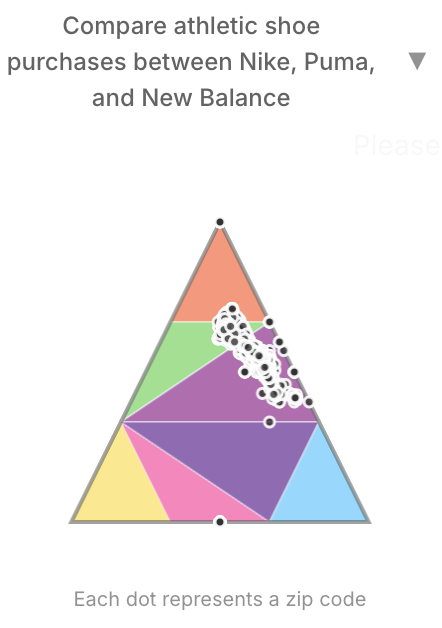 Compare athletic shoe
purchases between Nike, Puma,
and New Balance
Please
Each dot represents a zip code